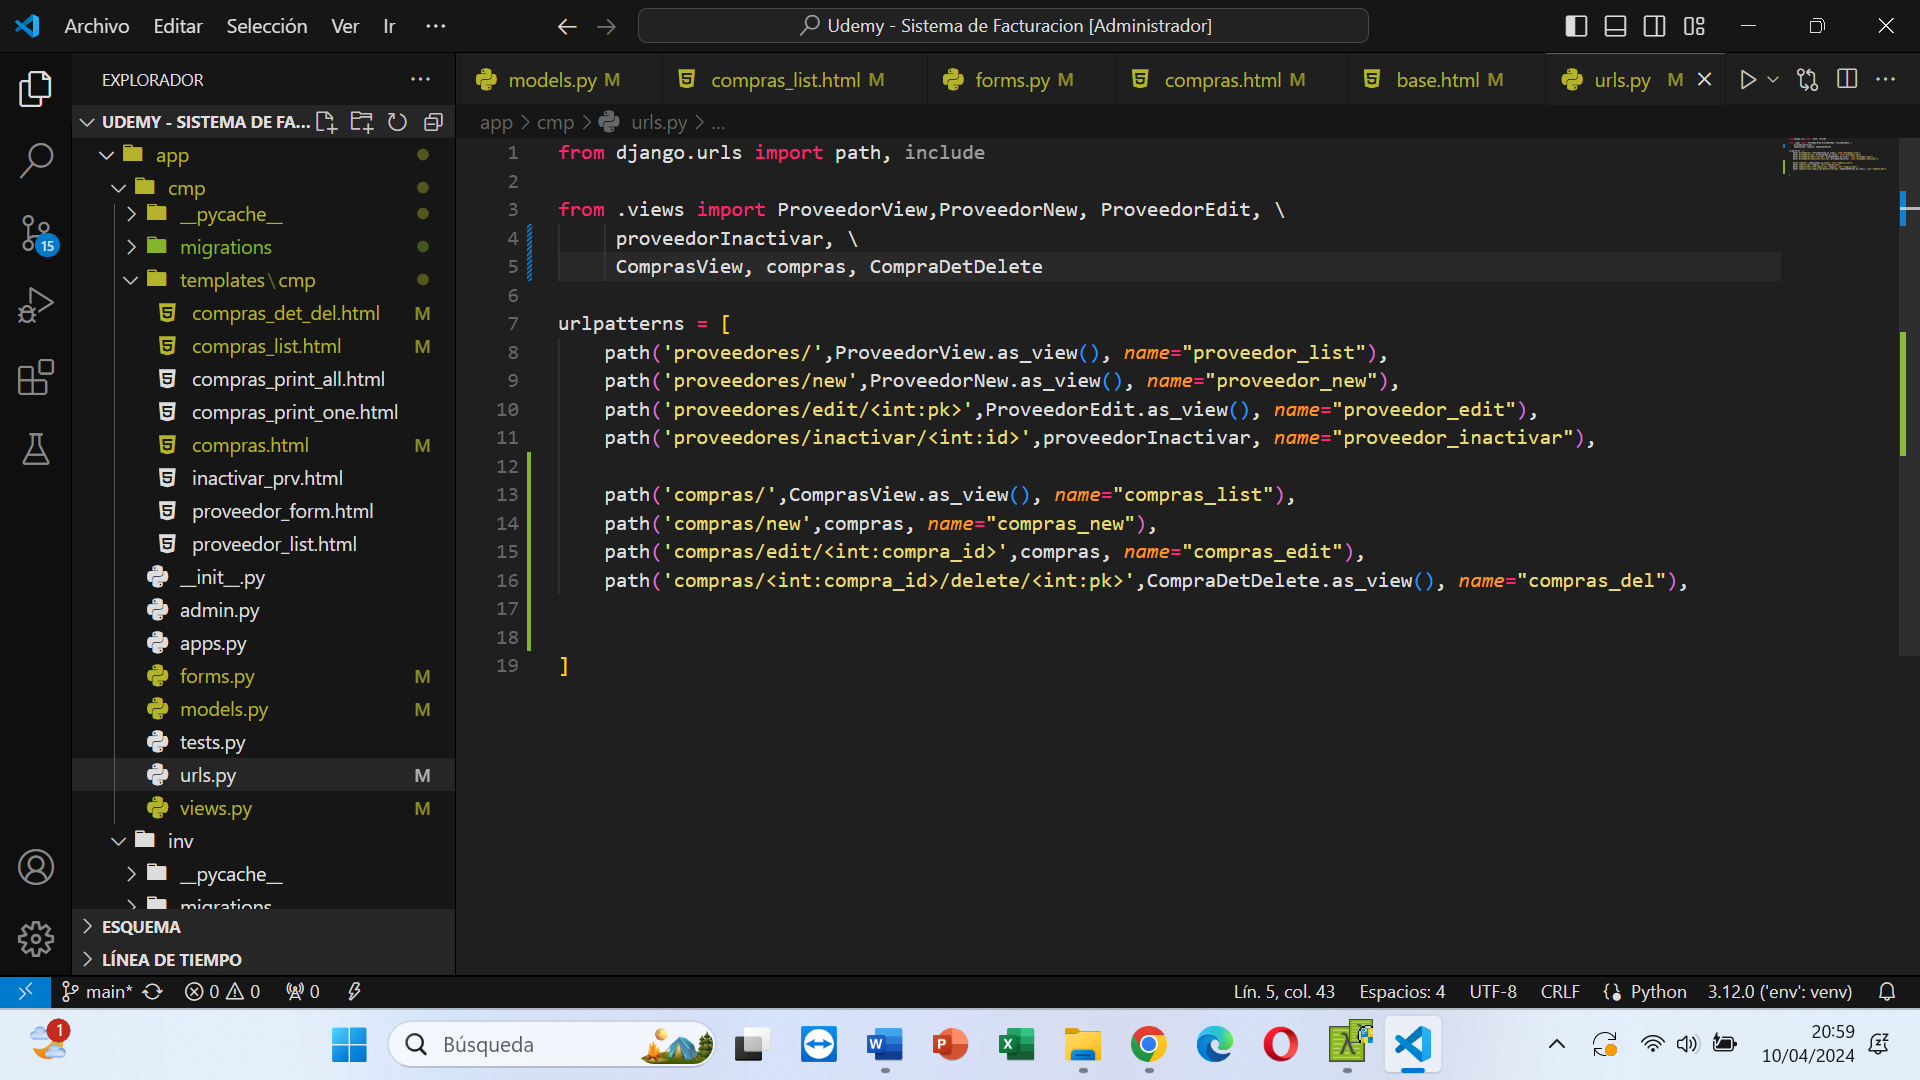 Archivo Editar Selección Ver Ir ···
Udemy - Sistema de Facturacion [Administrador]
EXPLORADOR
models.py M
compras_list.html M
forms.py M
compras.html M
base.html M
urls.py M
UDEMY - SISTEMA DE FA...
app > cmp > urls.py > ...
app
cmp
__pycache__
migrations
templates\cmp
compras_det_del.html M
compras_list.html M
compras_print_all.html
compras_print_one.html
compras.html M
inactivar_prv.html
proveedor_form.html
proveedor_list.html
__init__.py
admin.py
apps.py
forms.py M
models.py M
tests.py
urls.py M
views.py M
inv
__pycache__
migrations
ESQUEMA
LÍNEA DE TIEMPO
15
1 from django.urls import path, include
2
3 from .views import ProveedorView,ProveedorNew, ProveedorEdit, \
4 proveedorInactivar, \
5 ComprasView, compras, CompraDetDelete
6
7 urlpatterns = [
8 path('proveedores/',ProveedorView.as_view(), name="proveedor_list"),
9 path('proveedores/new',ProveedorNew.as_view(), name="proveedor_new"),
10 path('proveedores/edit/<int:pk>',ProveedorEdit.as_view(), name="proveedor_edit"),
11 path('proveedores/inactivar/<int:id>',proveedorInactivar, name="proveedor_inactivar"),
12
13 path('compras/',ComprasView.as_view(), name="compras_list"),
14 path('compras/new',compras, name="compras_new"),
15 path('compras/edit/<int:compra_id>',compras, name="compras_edit"),
16 path('compras/<int:compra_id>/delete/<int:pk>',CompraDetDelete.as_view(), name="compras_del"),
17
18
19 ]
main* 0 0 0
Lín. 5, col. 43 Espacios: 4 UTF-8 CRLF Python 3.12.0 ('env': venv)
1
Búsqueda
20:59
10/04/2024